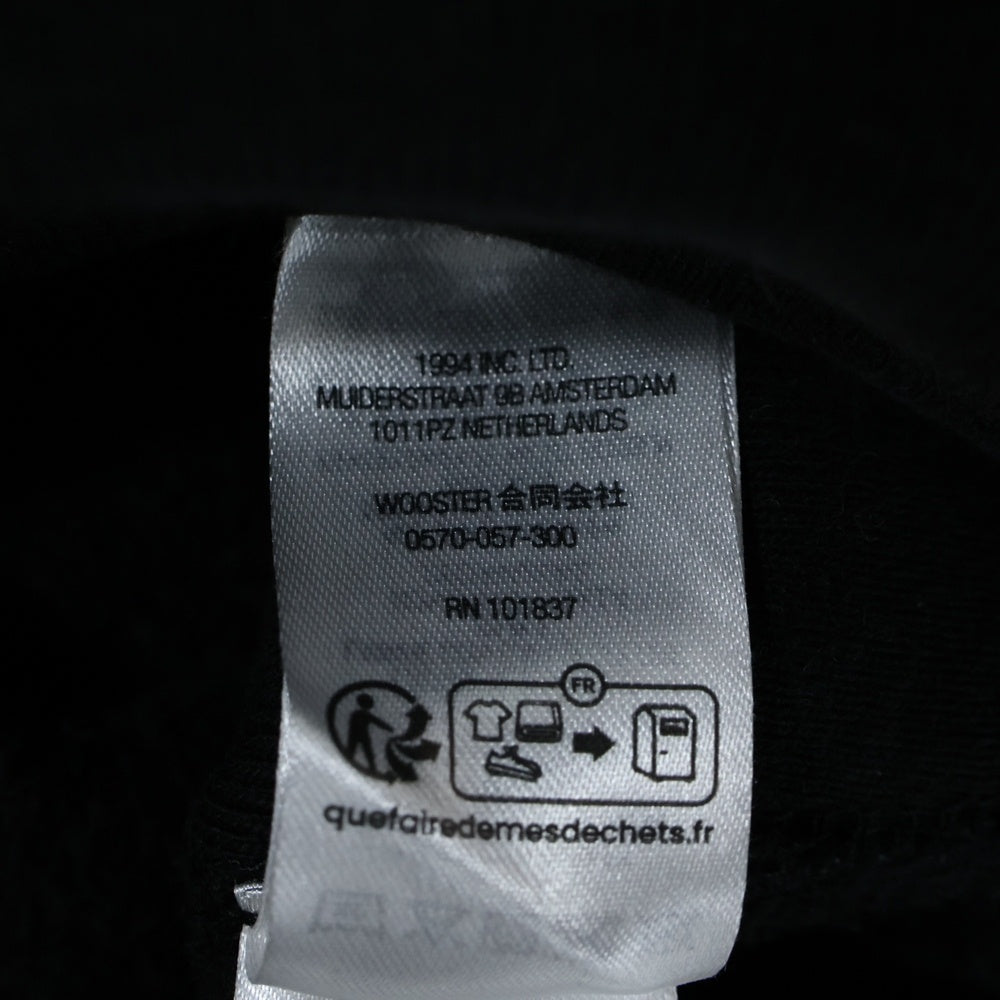 1994 INC. LTD.
MUIDERSTRAAT 9B AMSTERDAM
1011PZ NETHERLANDS
WOOSTER 合同会社
0570-057-300
RN 101837
FR
quefairedemesdechets.fr